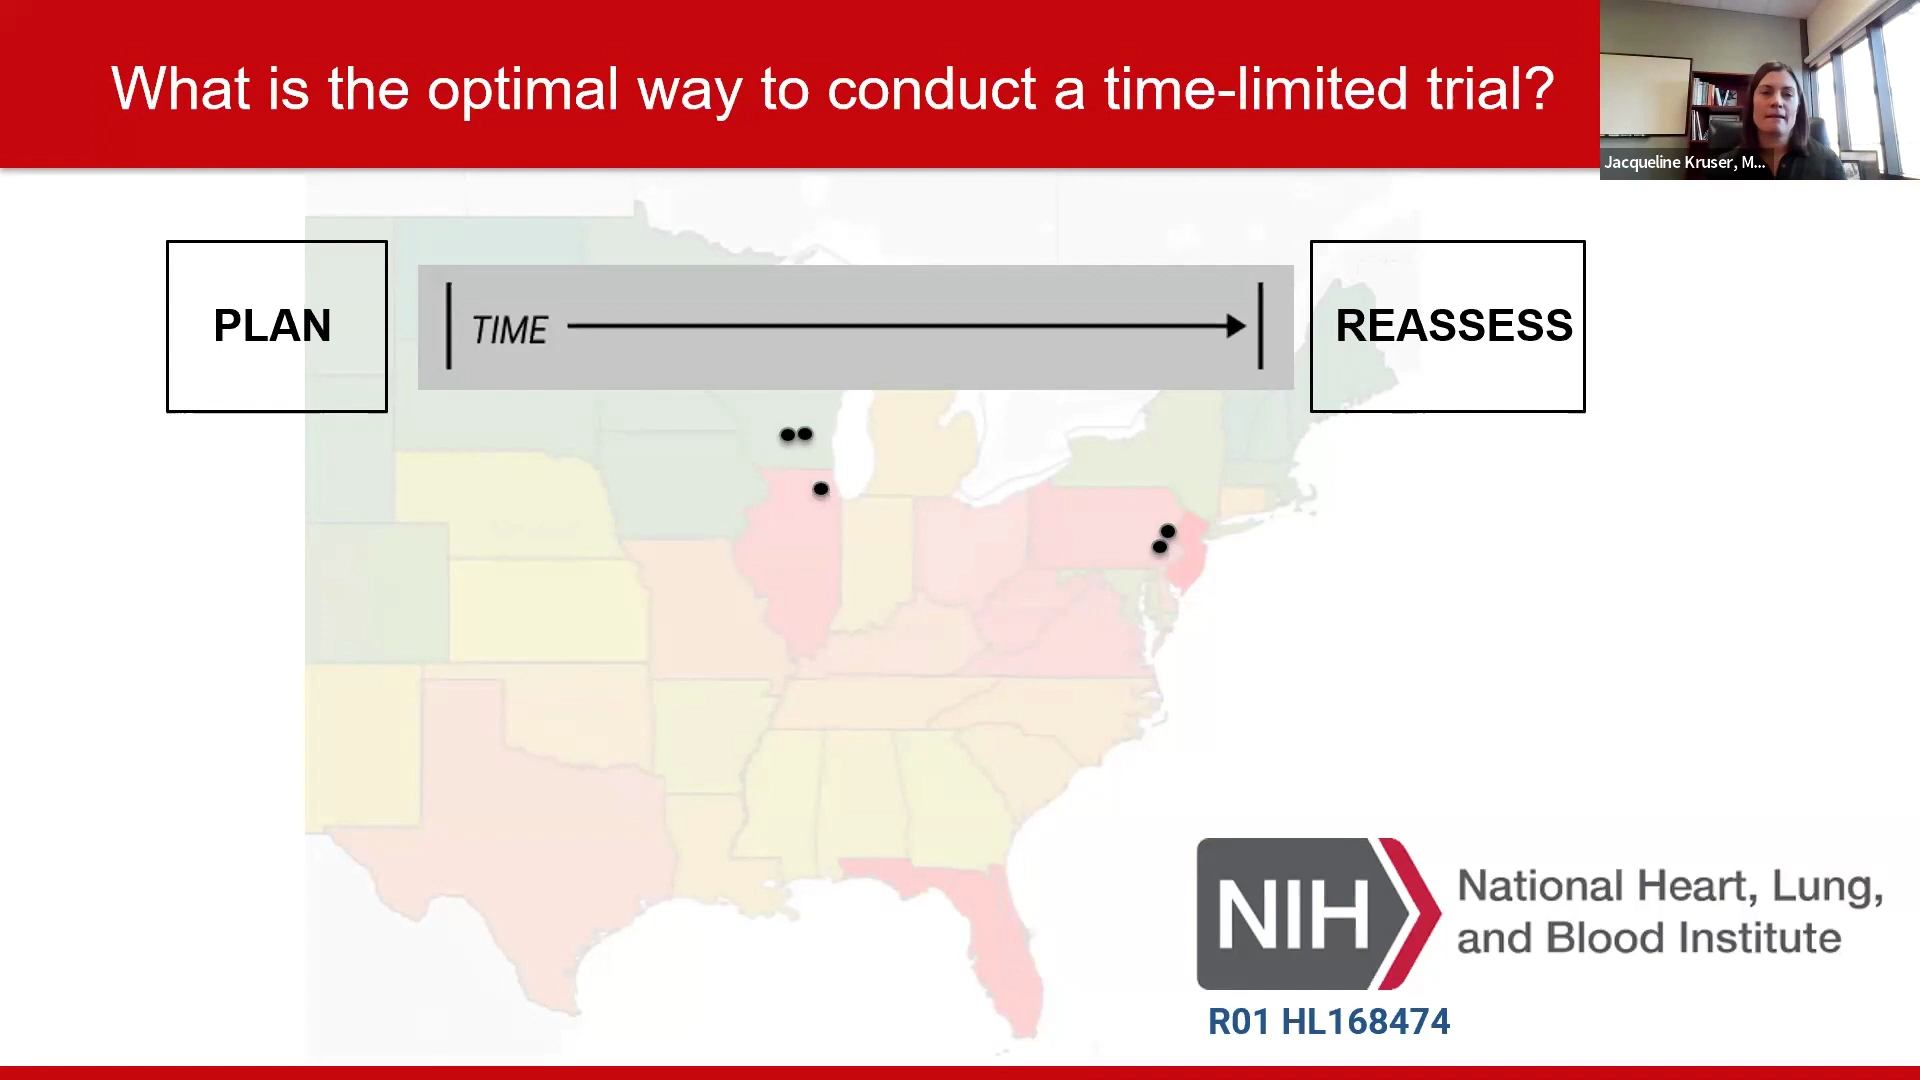 What is the optimal way to conduct a time-limited trial?
Jacqueline Kruser, M...
PLAN
TIME
REASSESS
NIH
National Heart, Lung,
and Blood Institute
R01 HL168474